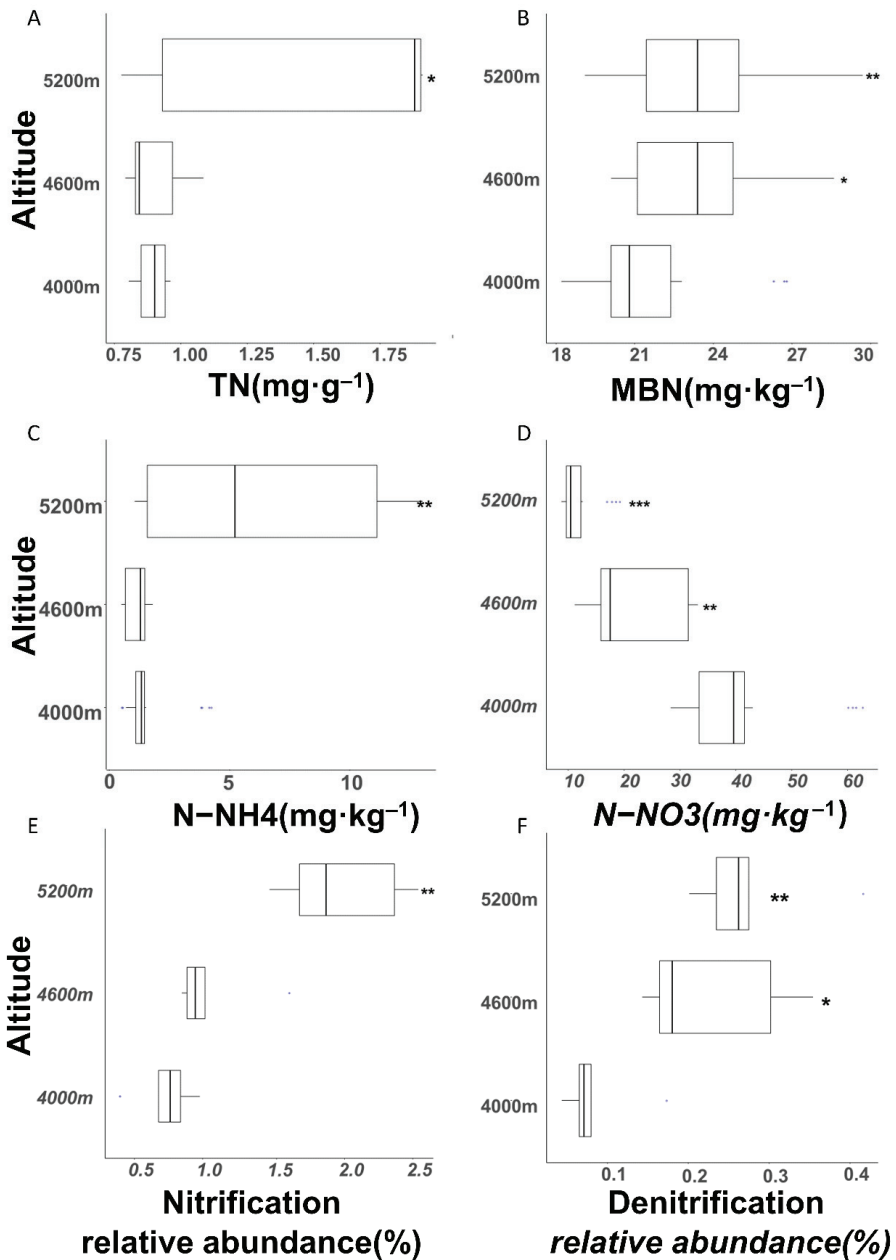 A
Altitude
5200m
*
4600m
4000m
0.75 1.00 1.25 1.50 1.75
TN(mg·g⁻¹)
B
5200m
**
4600m
*
4000m
18 21 24 27 30
MBN(mg·kg⁻¹)
C
Altitude
5200m
**
4600m
4000m
0 5 10
N−NH4(mg·kg⁻¹)
D
5200m
***
4600m
**
4000m
10 20 30 40 50 60
N−NO3(mg·kg⁻¹)
E
Altitude
5200m
**
4600m
4000m
0.5 1.0 1.5 2.0 2.5
Nitrification
relative abundance(%)
F
5200m
**
4600m
*
4000m
0.1 0.2 0.3 0.4
Denitrification
relative abundance(%)